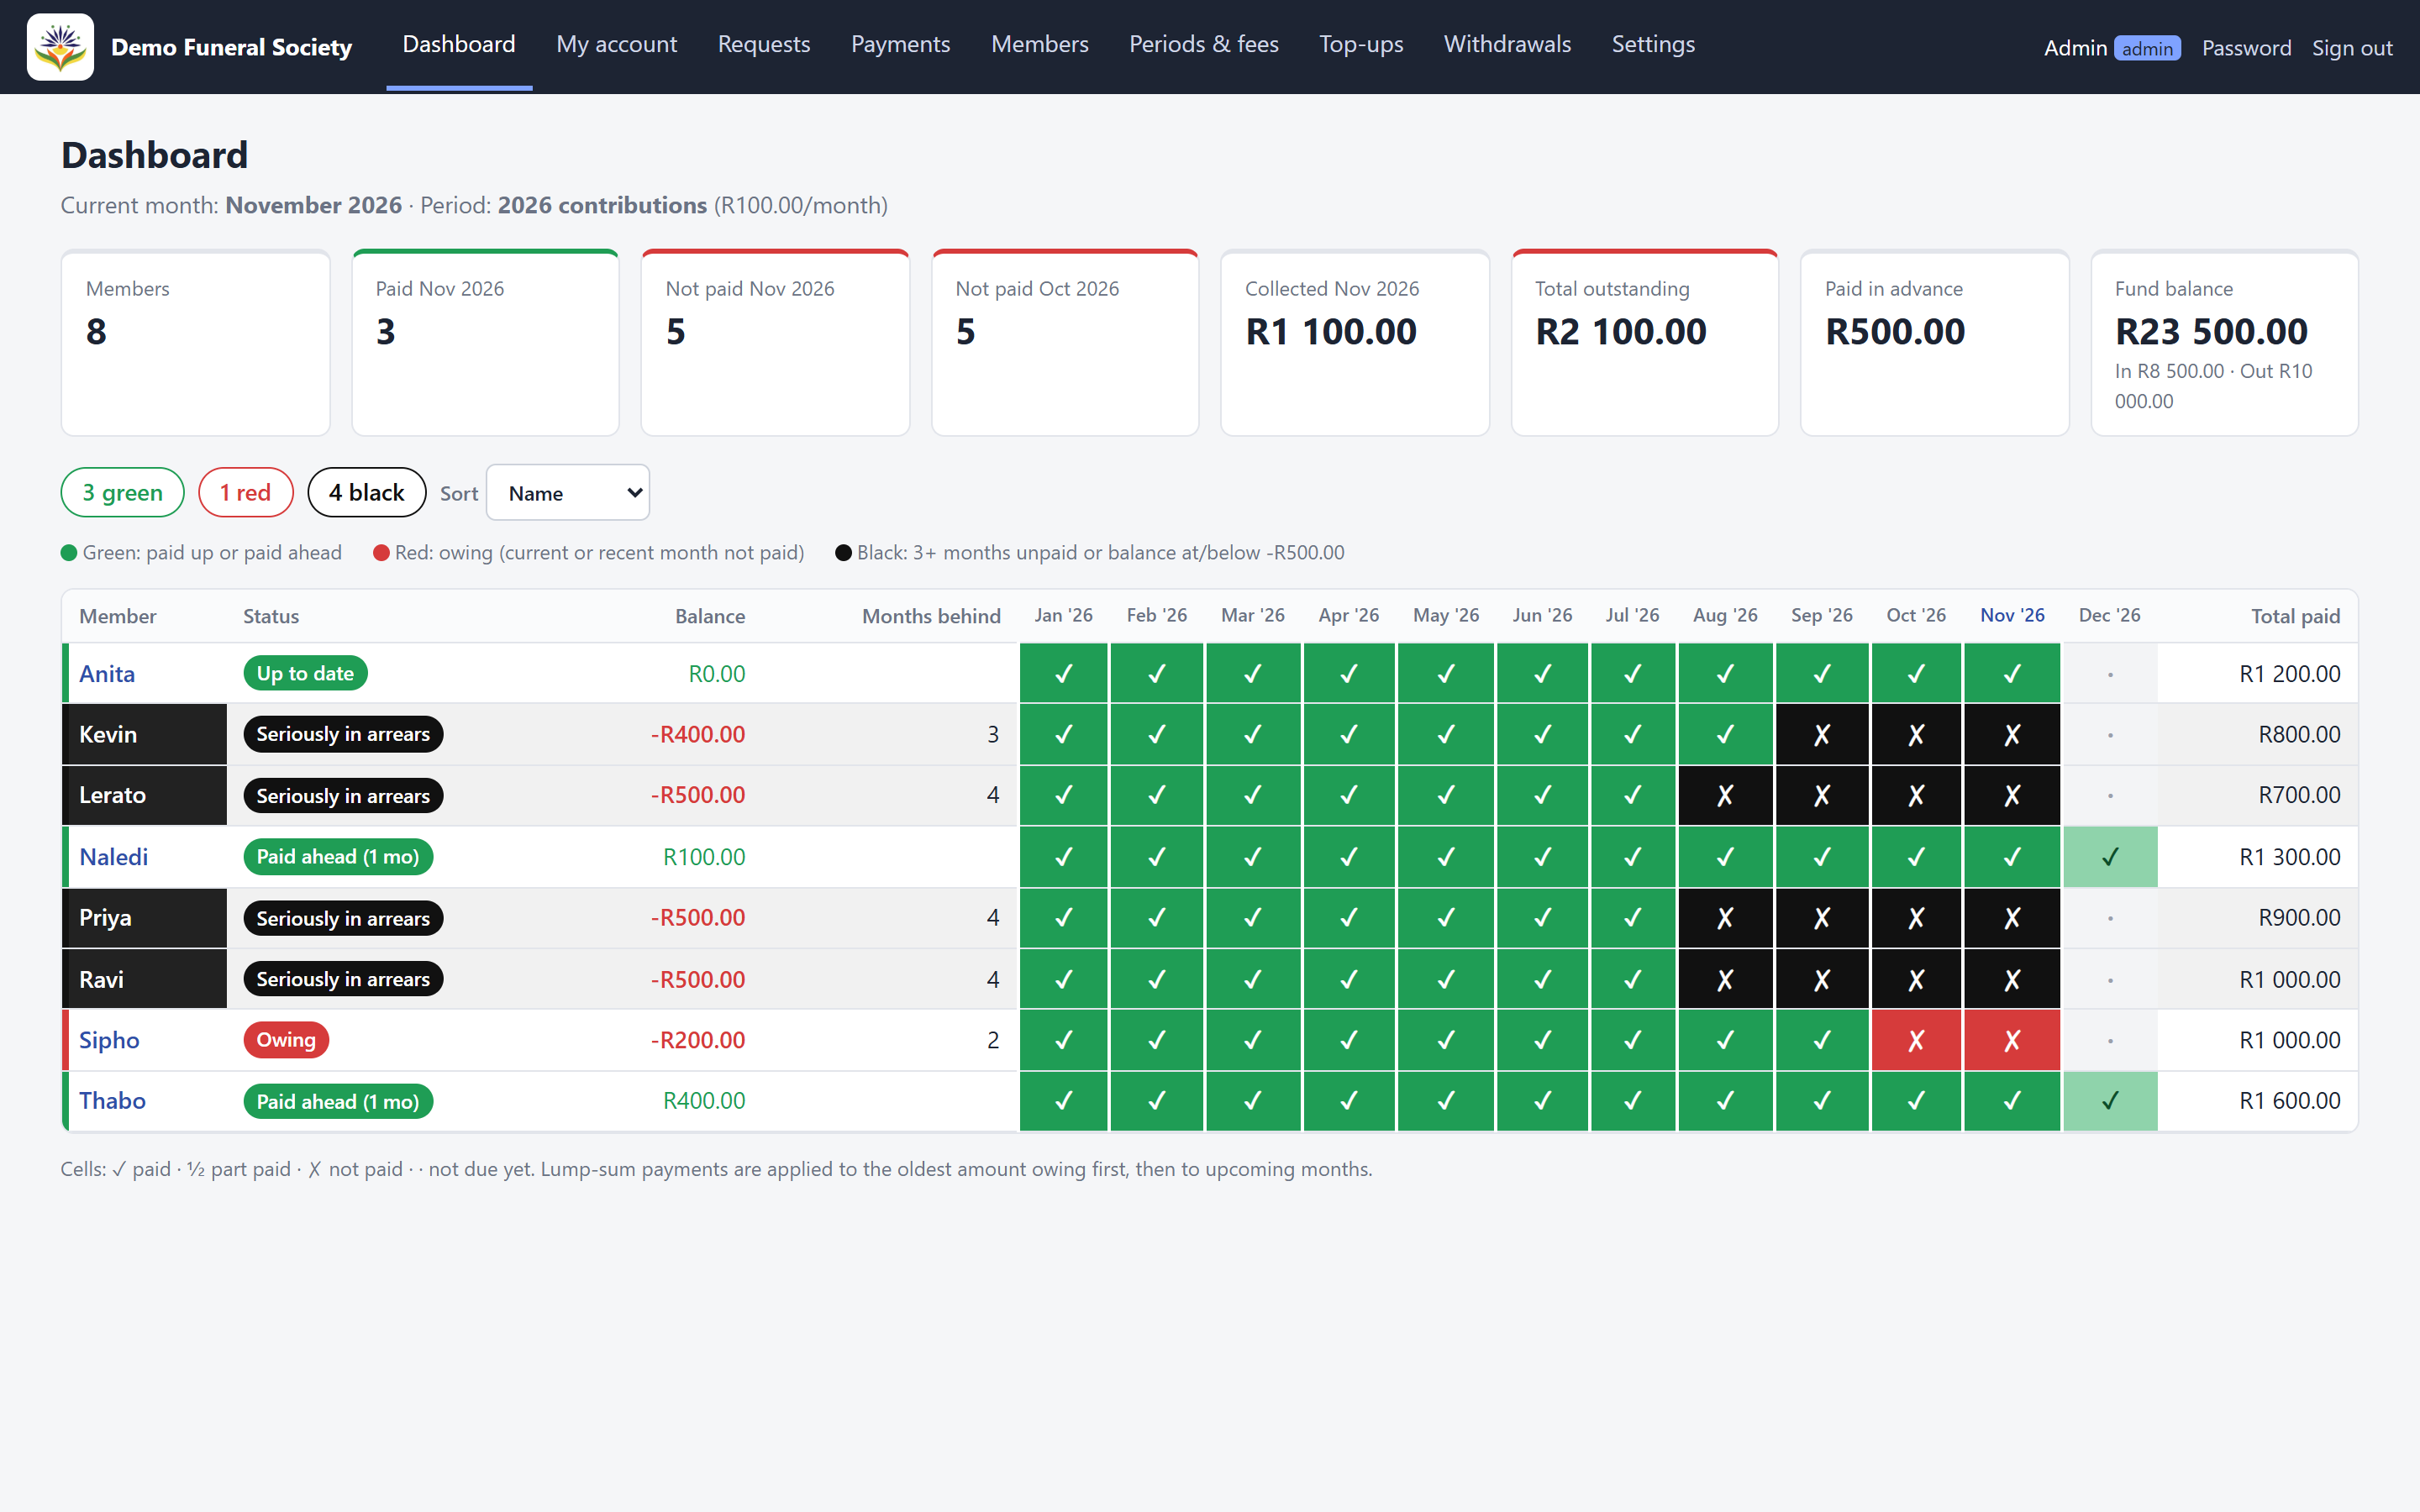 Demo Funeral Society Dashboard My account Requests Payments Members Periods & fees Top-ups Withdrawals Settings Admin admin Password Sign out
Dashboard
Current month: November 2026 · Period: 2026 contributions (R100.00/month)
Members Paid Nov 2026 Not paid Nov 2026 Not paid Oct 2026 Collected Nov 2026 Total outstanding Paid in advance Fund balance
8 3 5 5 R1 100.00 R2 100.00 R500.00 R23 500.00
In R8 500.00 · Out R10
000.00
3 green 1 red 4 black Sort Name
Green: paid up or paid ahead Red: owing (current or recent month not paid) Black: 3+ months unpaid or balance at/below -R500.00
Member Status Balance Months behind Jan '26 Feb '26 Mar '26 Apr '26 May '26 Jun '26 Jul '26 Aug '26 Sep '26 Oct '26 Nov '26 Dec '26 Total paid
Anita Up to date R0.00 ✓ ✓ ✓ ✓ ✓ ✓ ✓ ✓ ✓ ✓ ✓ · R1 200.00
Kevin Seriously in arrears -R400.00 3 ✓ ✓ ✓ ✓ ✓ ✓ ✓ ✓ ✗ ✗ ✗ · R800.00
Lerato Seriously in arrears -R500.00 4 ✓ ✓ ✓ ✓ ✓ ✓ ✓ ✗ ✗ ✗ ✗ · R700.00
Naledi Paid ahead (1 mo) R100.00 ✓ ✓ ✓ ✓ ✓ ✓ ✓ ✓ ✓ ✓ ✓ ✓ R1 300.00
Priya Seriously in arrears -R500.00 4 ✓ ✓ ✓ ✓ ✓ ✓ ✓ ✗ ✗ ✗ ✗ · R900.00
Ravi Seriously in arrears -R500.00 4 ✓ ✓ ✓ ✓ ✓ ✓ ✓ ✗ ✗ ✗ ✗ · R1 000.00
Sipho Owing -R200.00 2 ✓ ✓ ✓ ✓ ✓ ✓ ✓ ✓ ✓ ✗ ✗ · R1 000.00
Thabo Paid ahead (1 mo) R400.00 ✓ ✓ ✓ ✓ ✓ ✓ ✓ ✓ ✓ ✓ ✓ ✓ R1 600.00
Cells: ✓ paid · ½ part paid · ✗ not paid · · not due yet. Lump-sum payments are applied to the oldest amount owing first, then to upcoming months.